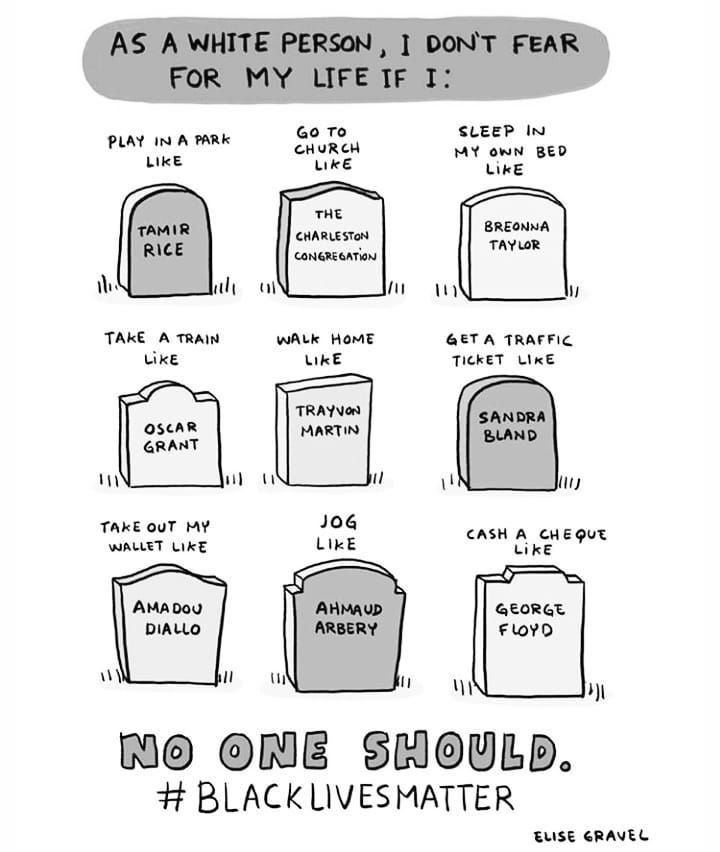 AS A WHITE PERSON, I DON'T FEAR
FOR MY LIFE IF I:
PLAY IN A PARK
LIKE
TAMIR
RICE
GO TO
CHURCH
LIKE
THE
CHARLESTON
CONGREGATION
SLEEP IN
MY OWN BED
LIKE
BREONNA
TAYLOR
TAKE A TRAIN
LIKE
OSCAR
GRANT
WALK HOME
LIKE
TRAYVON
MARTIN
GET A TRAFFIC
TICKET LIKE
SANDRA
BLAND
TAKE OUT MY
WALLET LIKE
AMADOU
DIALLO
JOG
LIKE
AHMAUD
ARBERY
CASH A CHEQUE
LIKE
GEORGE
FLOYD
NO ONE SHOULD.
#BLACKLIVESMATTER
ELISE GRAVEL